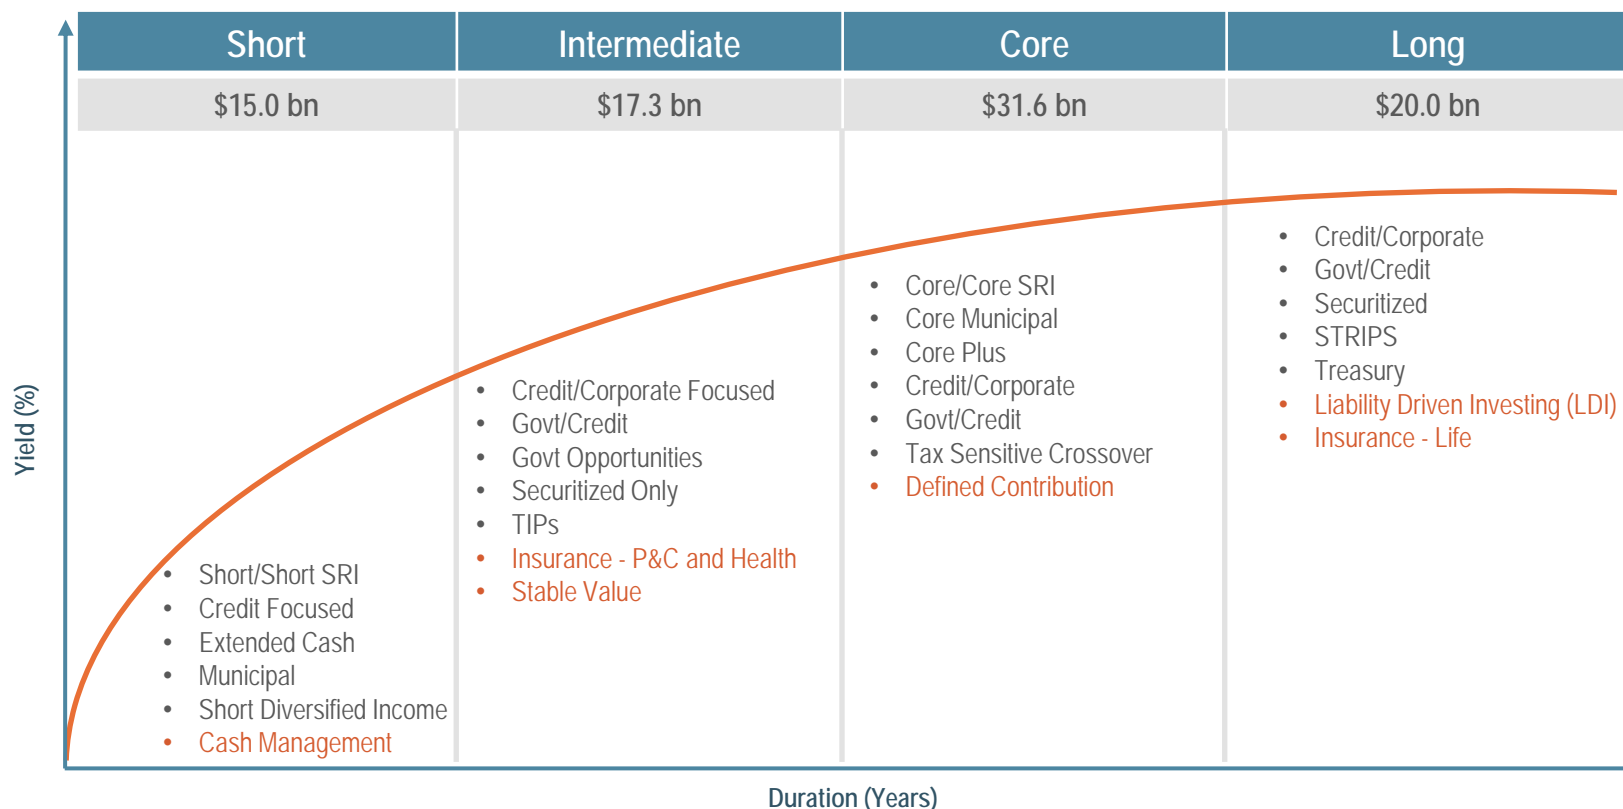 Short
Intermediate
Core
Long
$15.0 bn
$17.3 bn
$31.6 bn
$20.0 bn
Yield (%)
• Short/Short SRI
• Credit Focused
• Extended Cash
• Municipal
• Short Diversified Income
• Cash Management
• Credit/Corporate Focused
• Govt/Credit
• Govt Opportunities
• Securitized Only
• TIPs
• Insurance - P&C and Health
• Stable Value
• Core/Core SRI
• Core Municipal
• Core Plus
• Credit/Corporate
• Govt/Credit
• Tax Sensitive Crossover
• Defined Contribution
• Credit/Corporate
• Govt/Credit
• Securitized
• STRIPS
• Treasury
• Liability Driven Investing (LDI)
• Insurance - Life
Duration (Years)